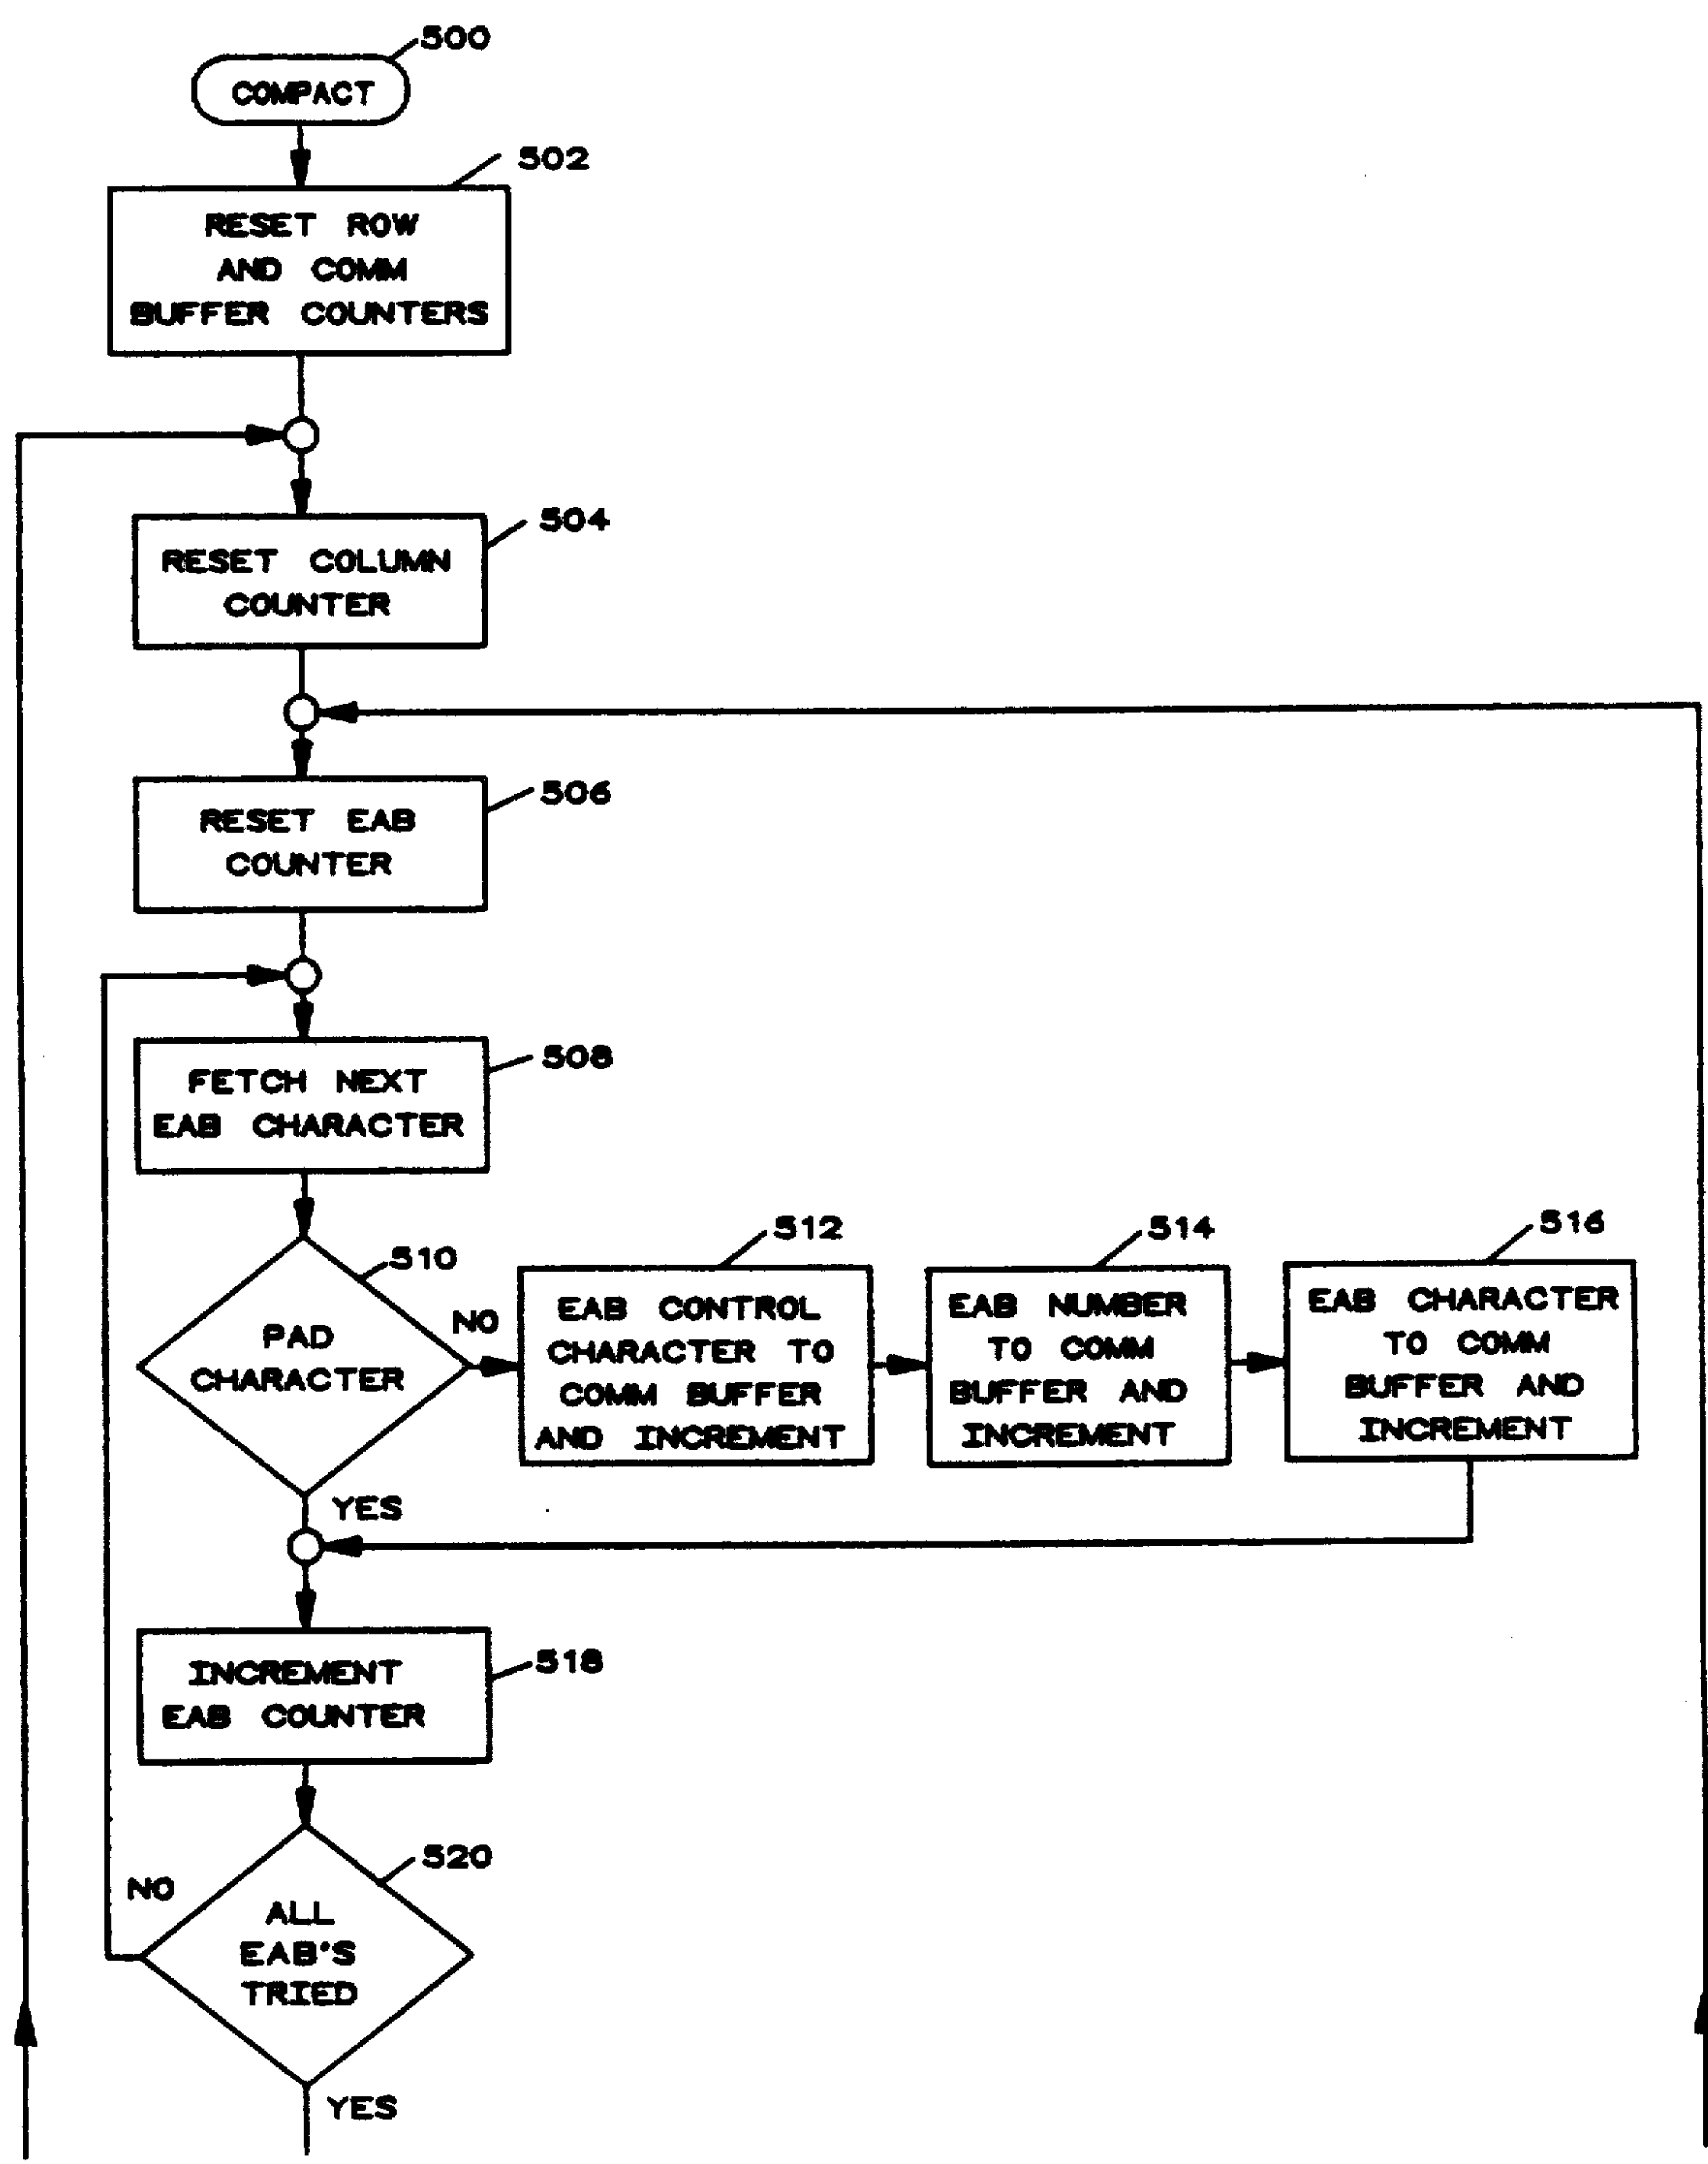 500
COMPACT
502
RESET ROW
AND COMM
BUFFER COUNTERS
504
RESET COLUMN
COUNTER
506
RESET EAB
COUNTER
508
FETCH NEXT
EAB CHARACTER
510
PAD
CHARACTER
NO
512
EAB CONTROL
CHARACTER TO
COMM BUFFER
AND INCREMENT
514
EAB NUMBER
TO COMM
BUFFER AND
INCREMENT
516
EAB CHARACTER
TO COMM
BUFFER AND
INCREMENT
YES
518
INCREMENT
EAB COUNTER
520
NO
ALL
EAB'S
TRIED
YES